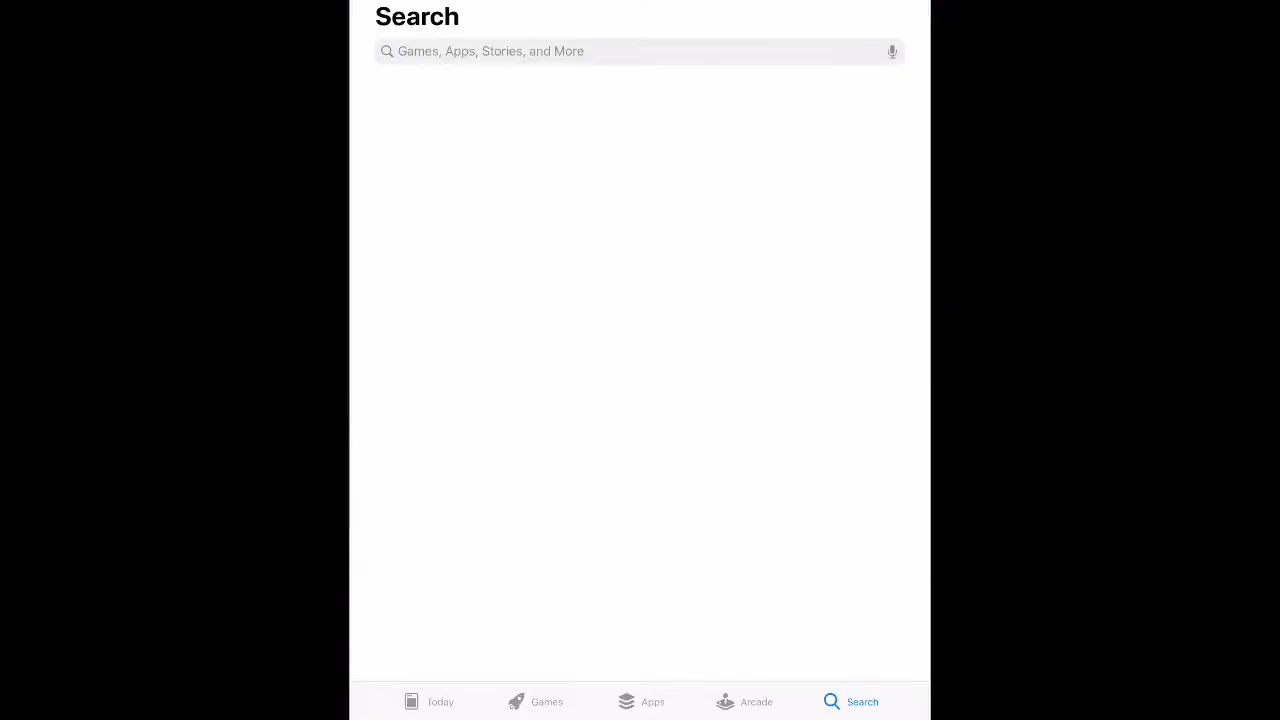 Search
Games, Apps, Stories, and More
Today Games Apps Arcade Search